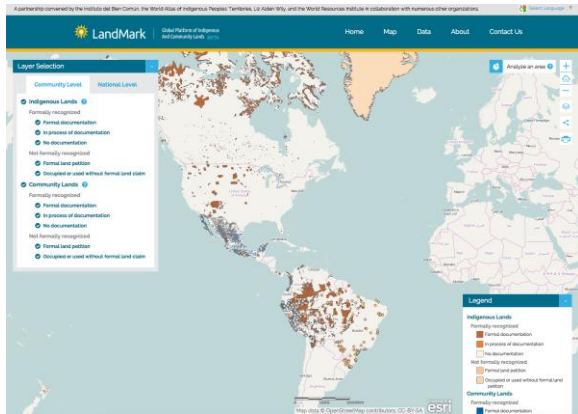 A partnership convened by the Instituto del Bien Común, the World Atlas of Indigenous Peoples' Territories, Liz Alden Wily, and the World Resources Institute in collaboration with numerous other organizations.
Select Language
LandMark
Global Platform of Indigenous
And Community Lands BETA
Home Map Data About Contact Us
Layer Selection
Analyze an area
Community Level National Level
Indigenous Lands
Formally recognized
Formal documentation
In process of documentation
No documentation
Not formally recognized
Formal land petition
Occupied or used without formal land claim
Community Lands
Formally recognized
Formal documentation
In process of documentation
No documentation
Not formally recognized
Formal land petition
Occupied or used without formal land claim
Legend
Indigenous Lands
Formally recognized
Formal documentation
In process of documentation
No documentation
Not formally recognized
Formal land petition
Occupied or used without formal land claim
petition
Community Lands
Formally recognized
Formal documentation
Map data © OpenStreetMap contributors, CC-BY-SA
esri